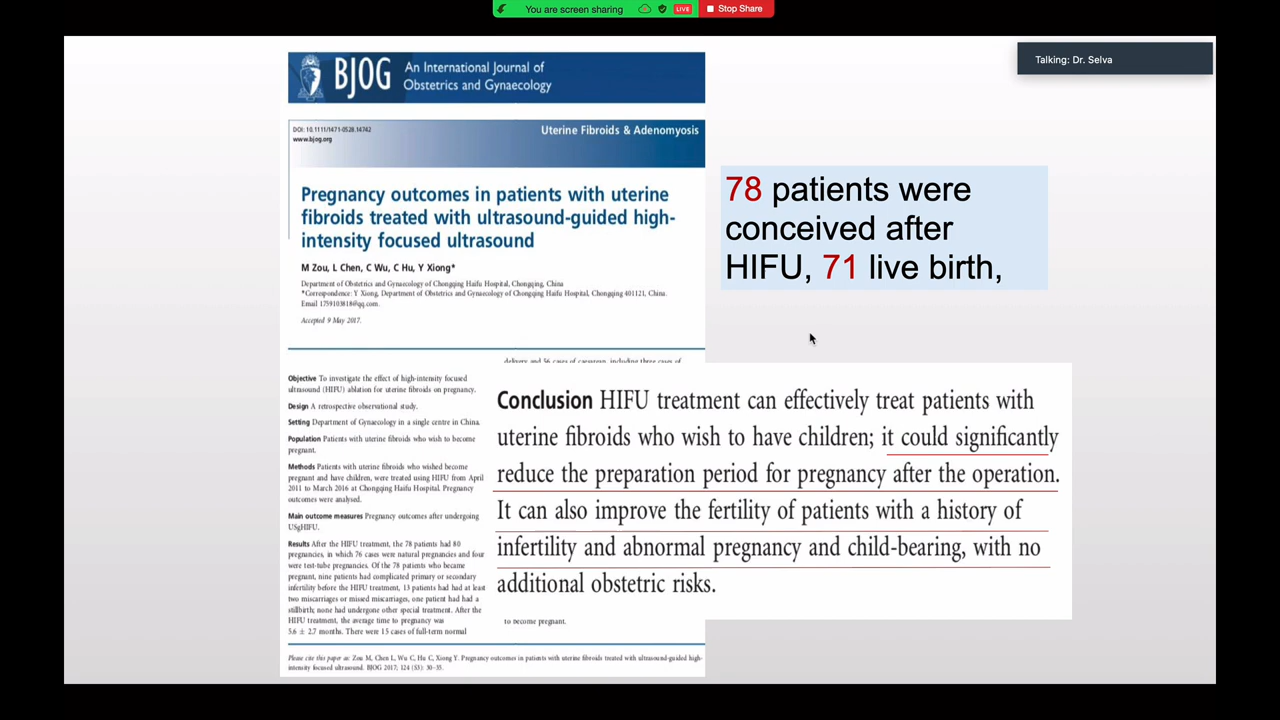 You are screen sharing
LIVE
Stop Share
Talking: Dr. Selva
BJOG
An International Journal of
Obstetrics and Gynaecology
DOI: 10.1111/1471-0528.14742
www.bjog.org
Uterine Fibroids & Adenomyosis
Pregnancy outcomes in patients with uterine
fibroids treated with ultrasound-guided high-
intensity focused ultrasound
M Zou, L Chen, C Wu, C Hu, Y Xiong*
Department of Obstetrics and Gynaecology of Chongqing Haifu Hospital, Chongqing, China
*Correspondence: Y Xiong, Department of Obstetrics and Gynaecology of Chongqing Haifu Hospital, Chongqing 401121, China.
Email 1759103818@qq.com.
Accepted 9 May 2017.
78 patients were
conceived after
HIFU, 71 live birth,
Objective To investigate the effect of high-intensity focused
ultrasound (HIFU) ablation for uterine fibroids on pregnancy.
Design A retrospective observational study.
Setting Department of Gynaecology in a single centre in China.
Population Patients with uterine fibroids who wish to become
pregnant.
Methods Patients with uterine fibroids who wished become
pregnant and have children, were treated using HIFU from April
2011 to March 2016 at Chongqing Haifu Hospital. Pregnancy
outcomes were analysed.
Main outcome measures Pregnancy outcomes after undergoing
USgHIFU.
Results After the HIFU treatment, the 78 patients had 80
pregnancies, in which 76 cases were natural pregnancies and four
were test-tube pregnancies. Of the 78 patients who became
pregnant, nine patients had complicated primary or secondary
infertility before the HIFU treatment, 13 patients had had at least
two miscarriages or missed miscarriages, one patient had had a
stillbirth; none had undergone other special treatment. After the
HIFU treatment, the average time to pregnancy was
5.6 ± 2.7 months. There were 15 cases of full-term normal
delivery and 56 cases of caesarean, including three cases of
Conclusion HIFU treatment can effectively treat patients with
uterine fibroids who wish to have children; it could significantly
reduce the preparation period for pregnancy after the operation.
It can also improve the fertility of patients with a history of
infertility and abnormal pregnancy and child-bearing, with no
additional obstetric risks.
to become pregnant.
Please cite this paper as: Zou M, Chen L, Wu C, Hu C, Xiong Y. Pregnancy outcomes in patients with uterine fibroids treated with ultrasound-guided high-
intensity focused ultrasound. BJOG 2017; 124 (S3): 30–35.